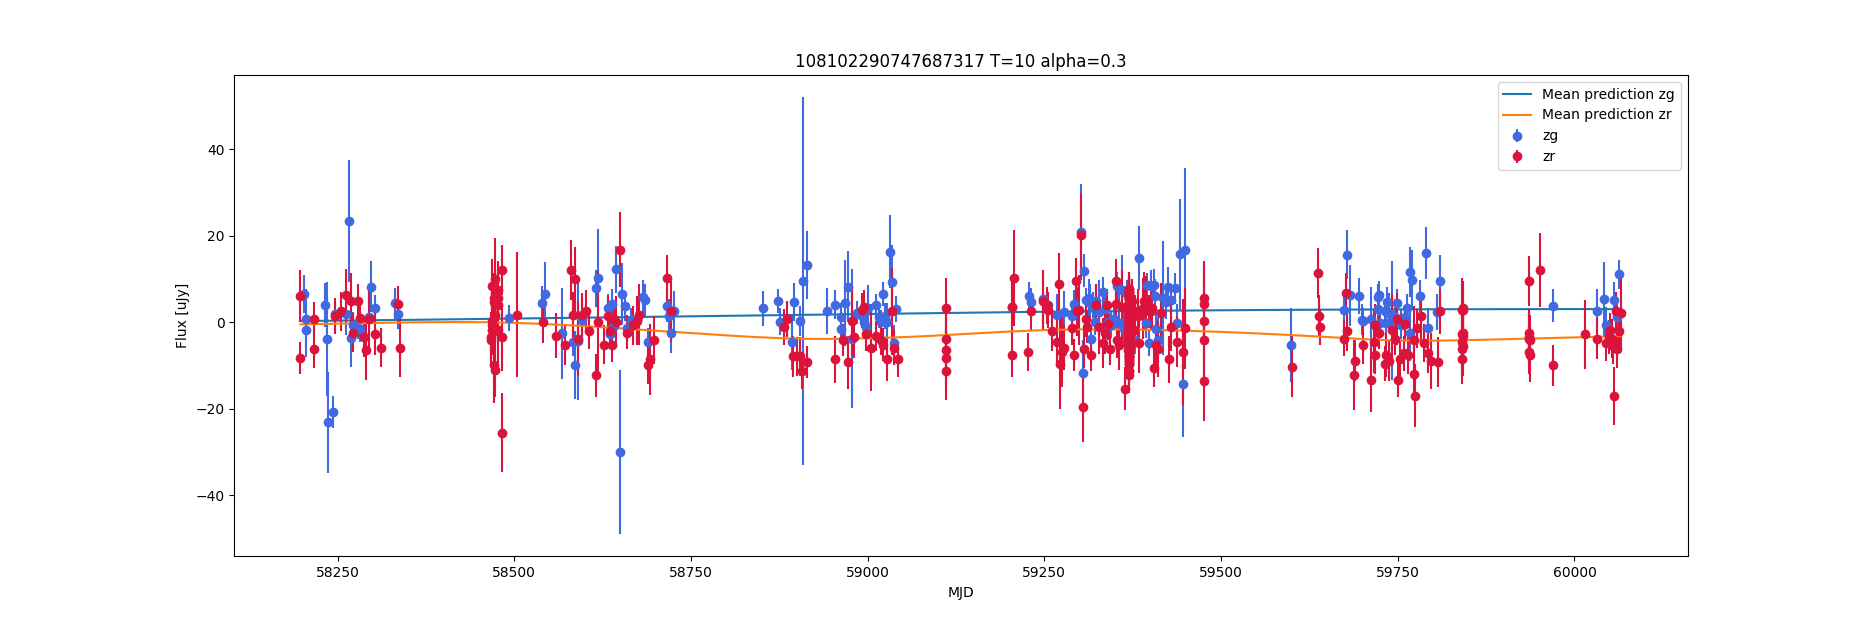 108102290747687317 T=10 alpha=0.3
Mean prediction zg
Mean prediction zr
zg
zr
Flux [uJy]
40
20
0
−20
−40
58250 58500 58750 59000 59250 59500 59750 60000
MJD